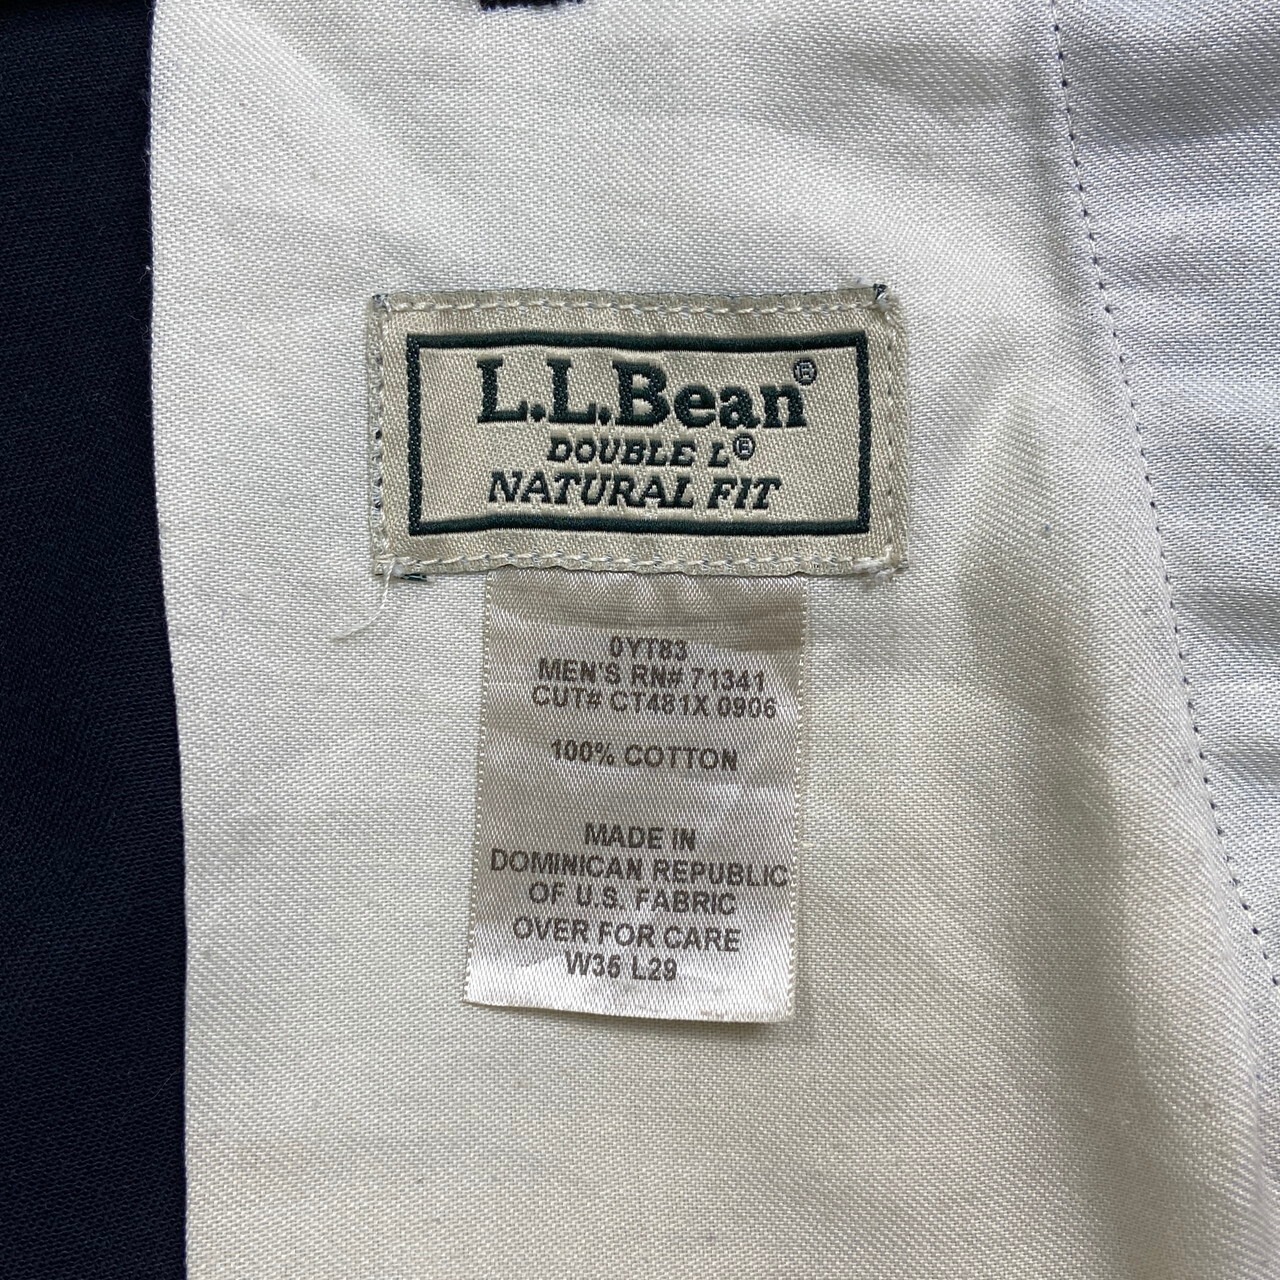 L.L.Bean®
DOUBLE L®
NATURAL FIT
0YT83
MEN'S RN# 71341
CUT# CT481X 0906
100% COTTON
MADE IN
DOMINICAN REPUBLIC
OF U.S. FABRIC
OVER FOR CARE
W36 L29